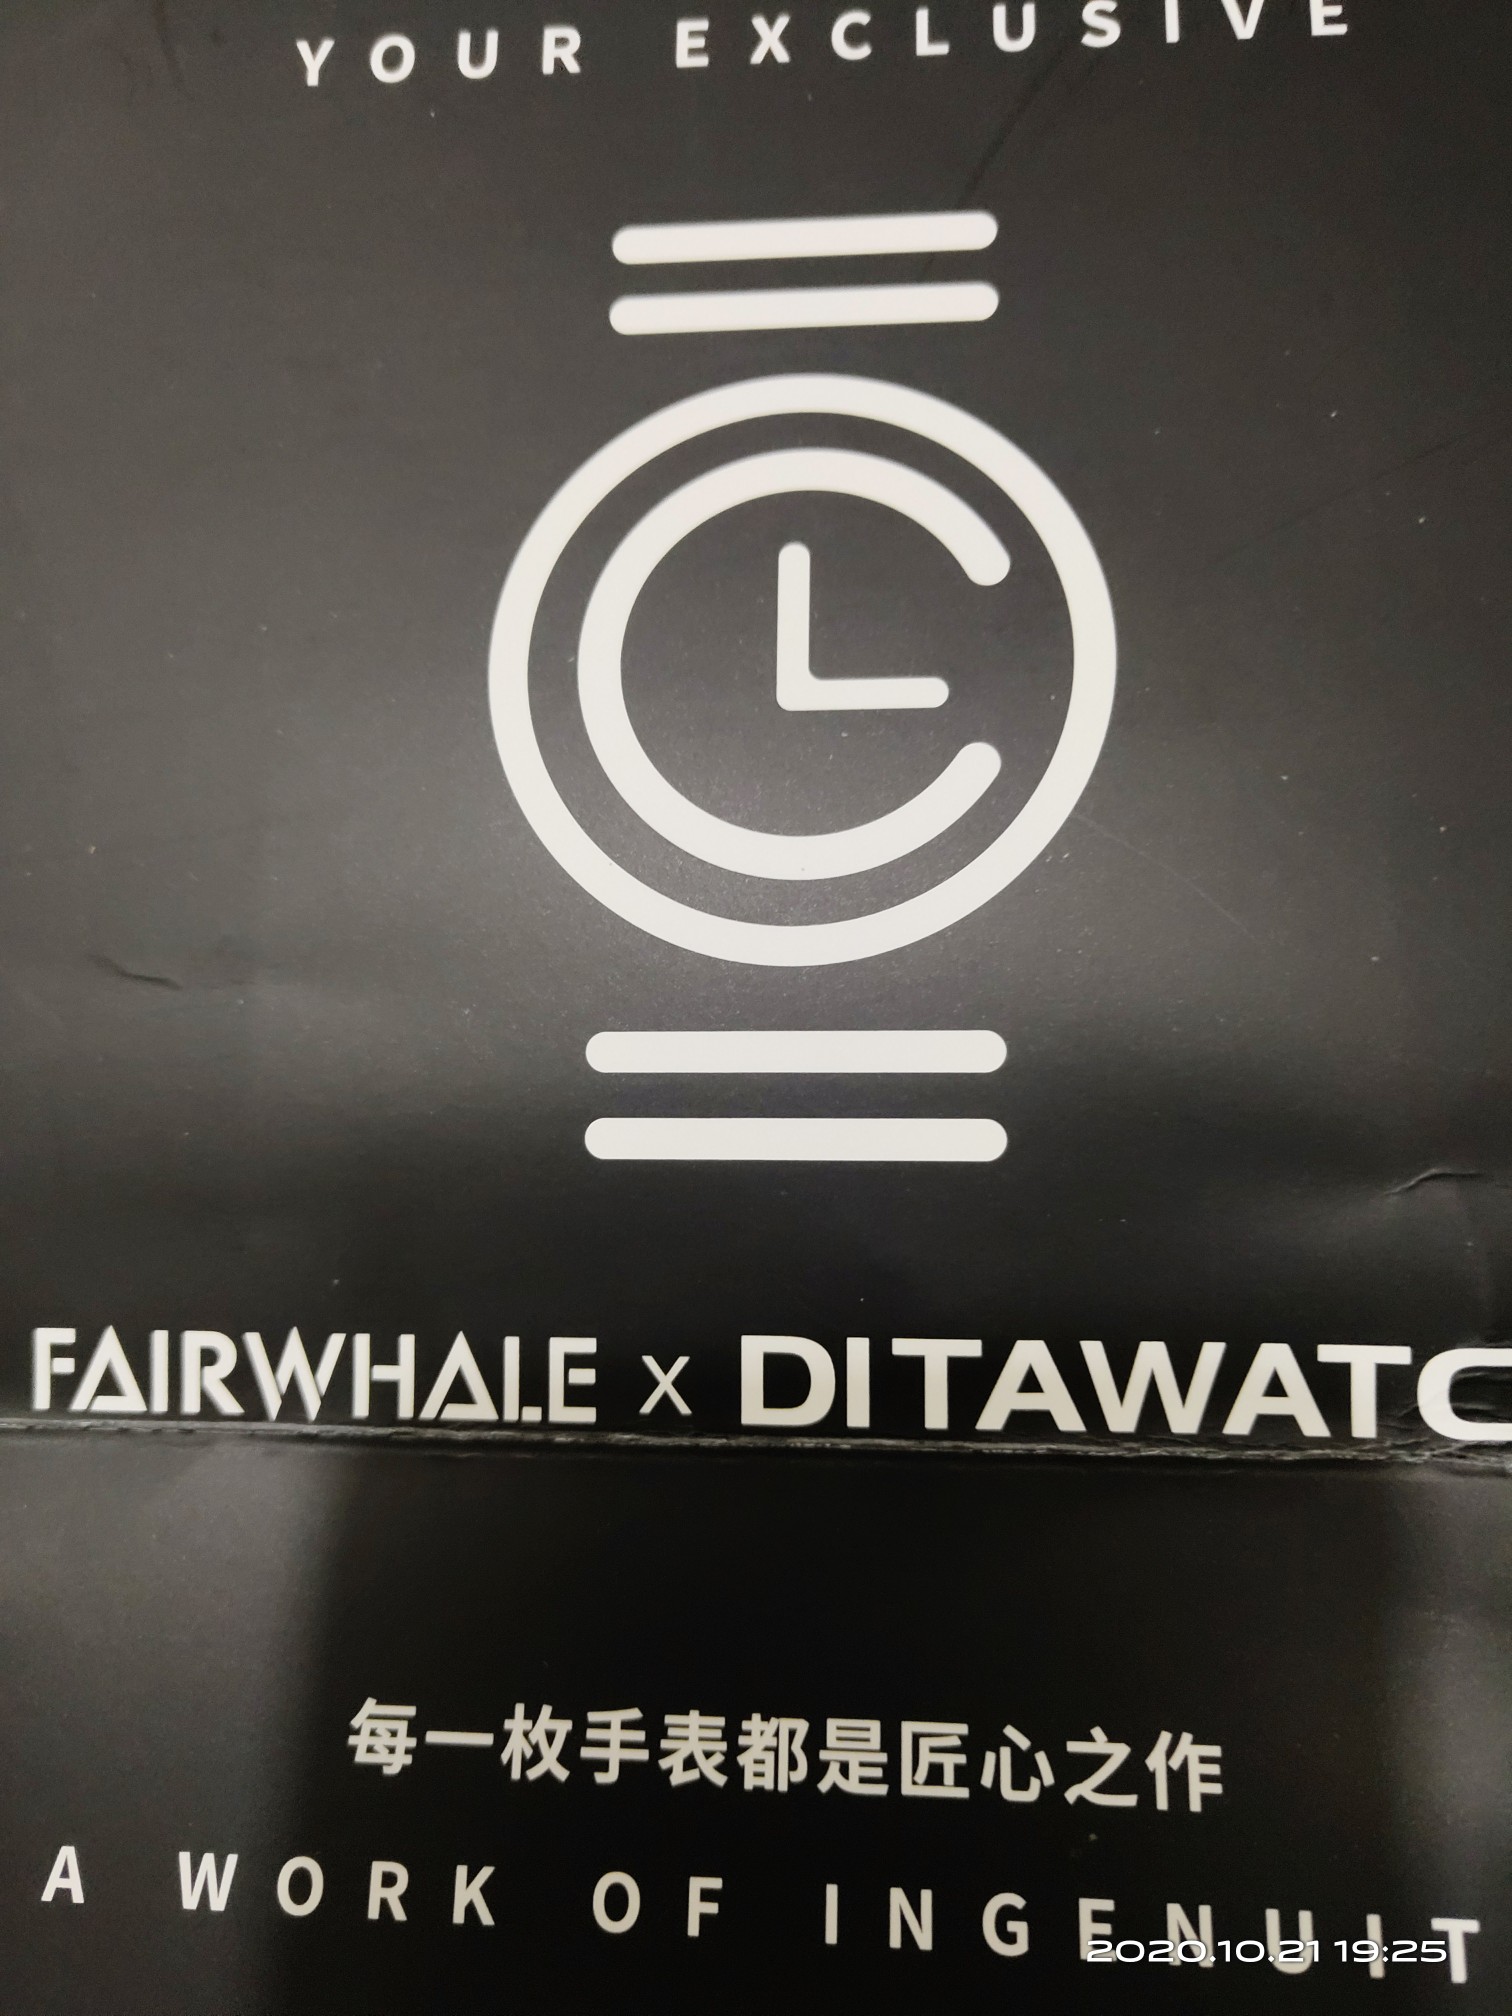 YOUR EXCLUSIVE
FAIRWHALE x DITAWATC
每一枚手表都是匠心之作
A WORK OF INGENUIT
2020.10.21 19:25